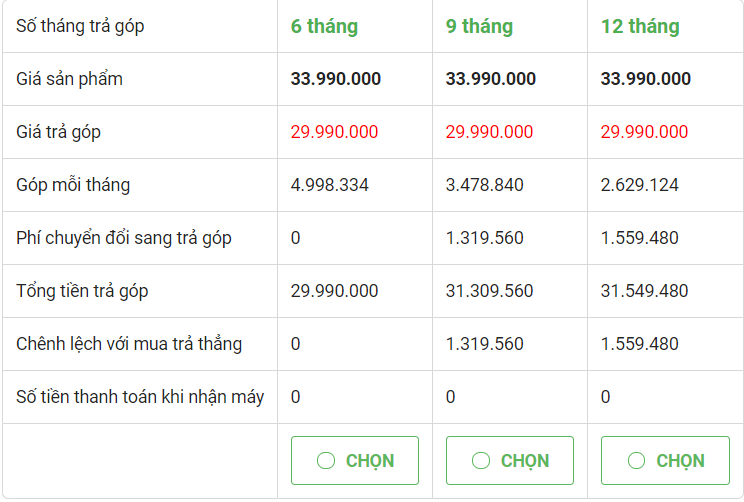 Số tháng trả góp 6 tháng 9 tháng 12 tháng
Giá sản phẩm 33.990.000 33.990.000 33.990.000
Giá trả góp 29.990.000 29.990.000 29.990.000
Góp mỗi tháng 4.998.334 3.478.840 2.629.124
Phí chuyển đổi sang trả góp 0 1.319.560 1.559.480
Tổng tiền trả góp 29.990.000 31.309.560 31.549.480
Chênh lệch với mua trả thẳng 0 1.319.560 1.559.480
Số tiền thanh toán khi nhận máy 0 0 0
CHỌN CHỌN CHỌN